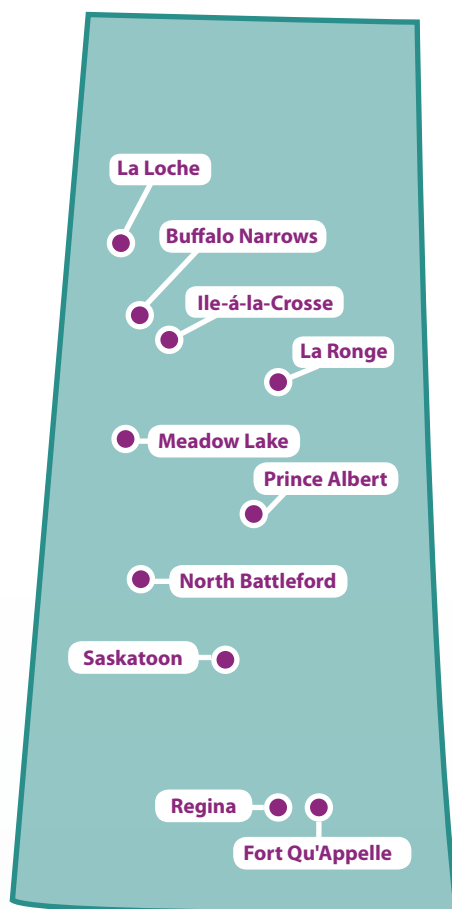 La Loche
Buffalo Narrows
Ile-á-la-Crosse
La Ronge
Meadow Lake
Prince Albert
North Battleford
Saskatoon
Regina
Fort Qu'Appelle